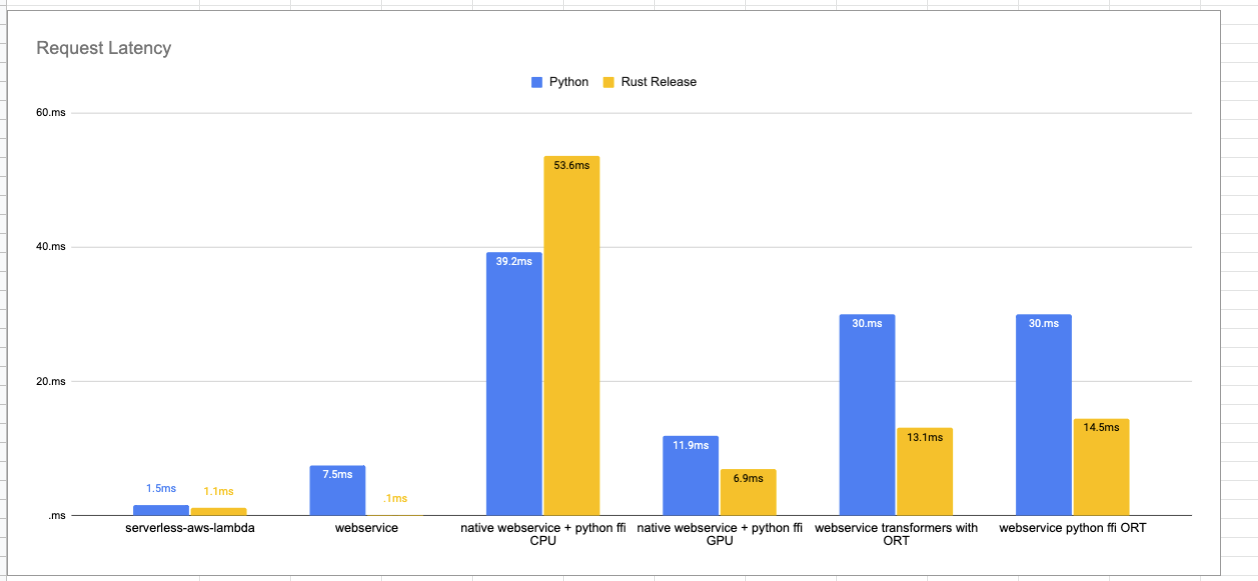 Request Latency
Python Rust Release
60.ms
53.6ms
40.ms
39.2ms
30.ms 30.ms
20.ms
14.5ms
13.1ms
11.9ms
7.5ms
6.9ms
1.5ms 1.1ms
.1ms
.ms
serverless-aws-lambda webservice native webservice + python ffi native webservice + python ffi webservice transformers with webservice python ffi ORT
CPU GPU ORT